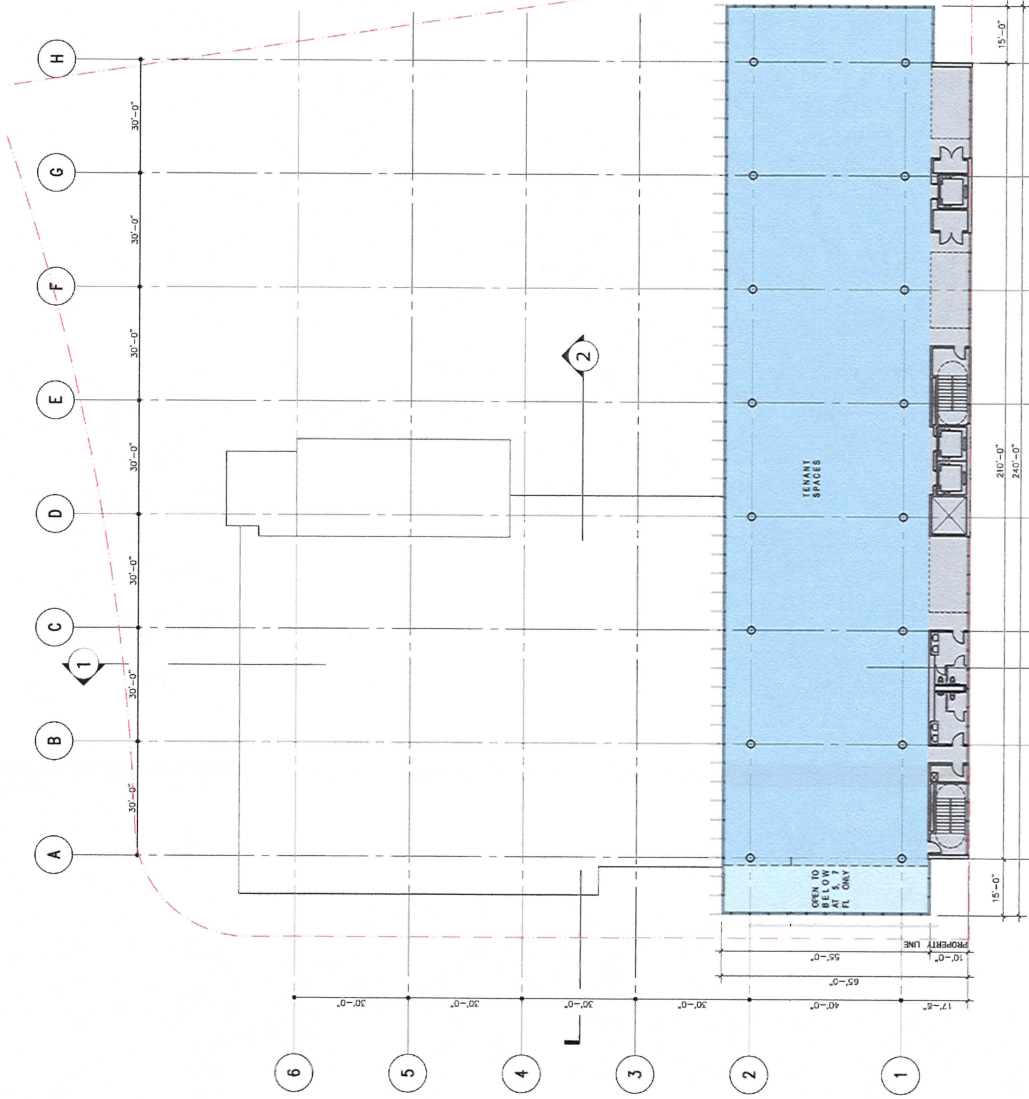 H
G
F
E
D
C
B
A
30'-0"
30'-0"
30'-0"
30'-0"
30'-0"
30'-0"
30'-0"
1
2
TENANT
SPACES
OPEN TO
BELOW
AT 5, 7
FL ONLY
15'-0"
210'-0"
240'-0"
15'-0"
PROPERTY LINE
10'-0"
55'-0"
65'-0"
30'-0"
30'-0"
30'-0"
30'-0"
40'-0"
17'-6"
6
5
4
3
2
1